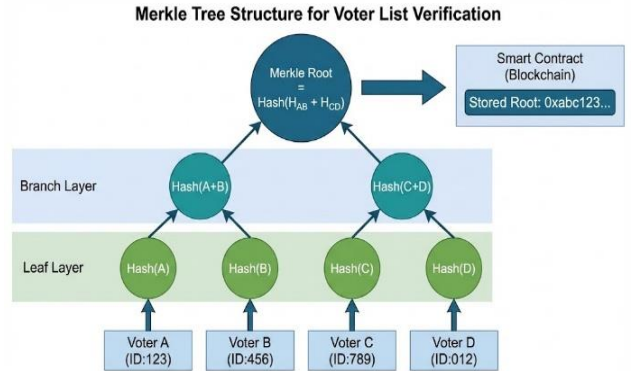 Merkle Tree Structure for Voter List Verification
Merkle Root
=
Hash(H_AB + H_CD)
Smart Contract
(Blockchain)
Stored Root: 0xabc123...
Branch Layer
Hash(A+B)
Hash(C+D)
Leaf Layer
Hash(A)
Hash(B)
Hash(C)
Hash(D)
Voter A
(ID:123)
Voter B
(ID:456)
Voter C
(ID:789)
Voter D
(ID:012)